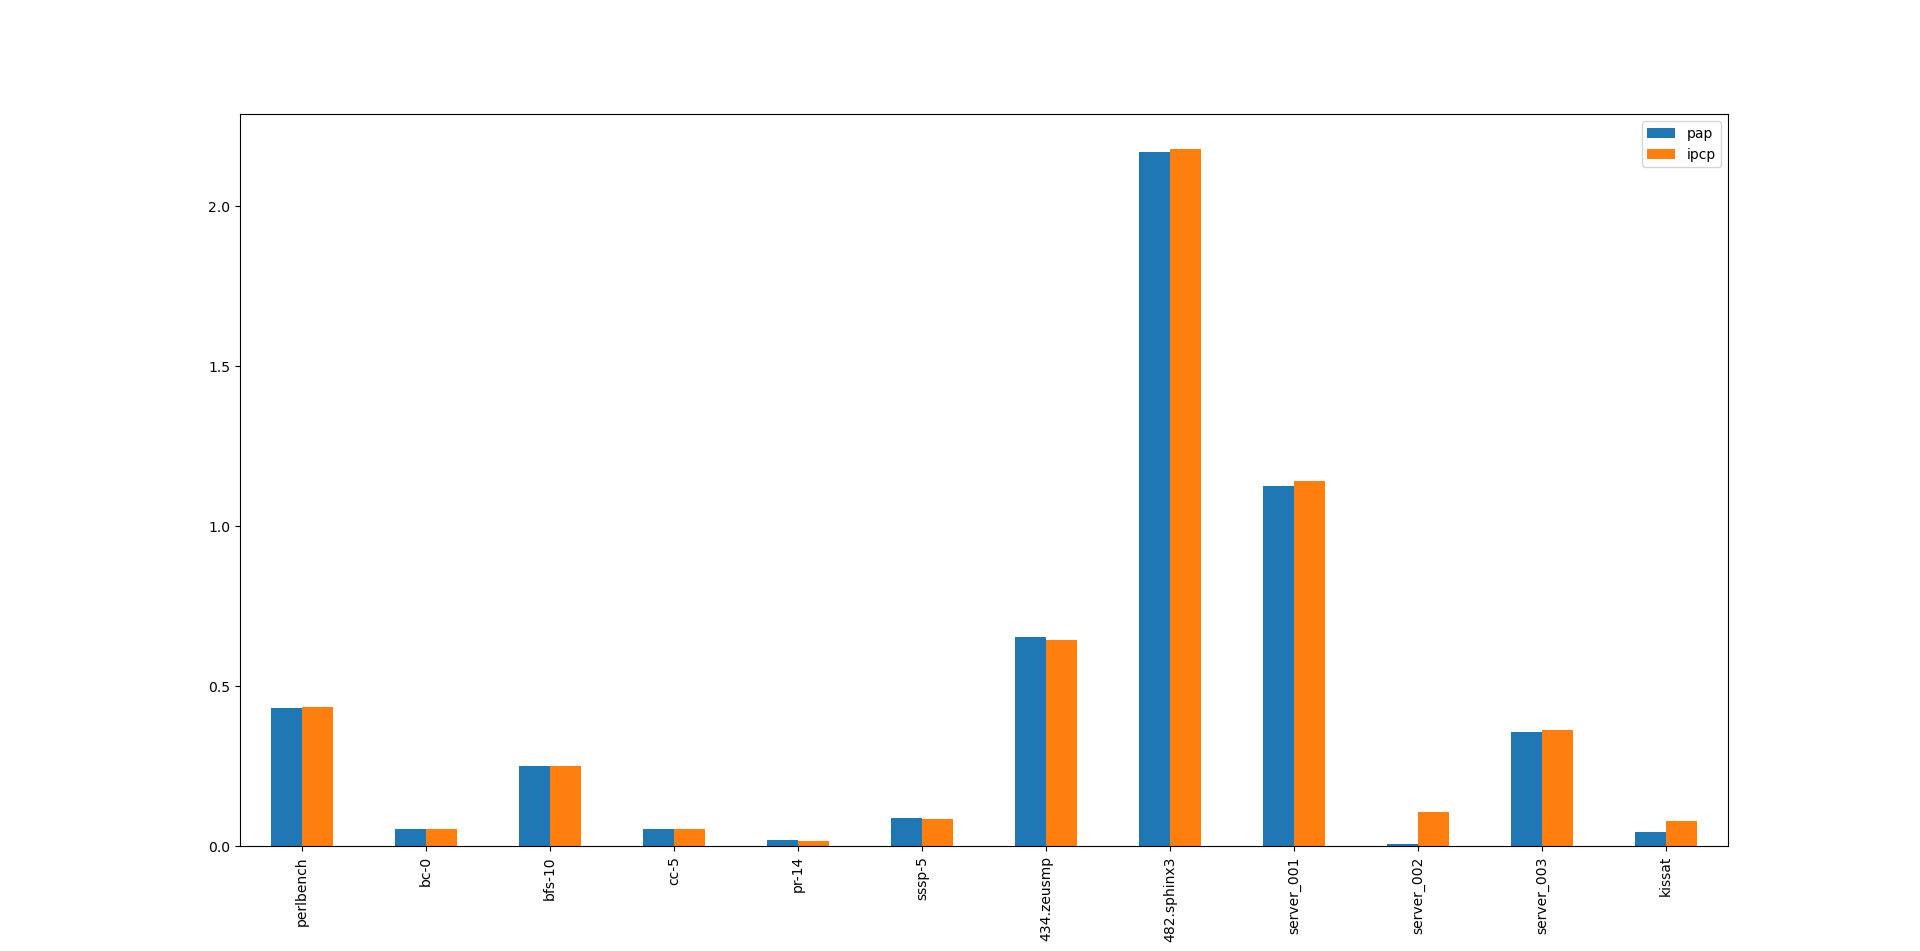 pap
ipcp
2.0
1.5
1.0
0.5
0.0
perlbench
bc-0
bfs-10
cc-5
pr-14
sssp-5
434.zeusmp
482.sphinx3
server_001
server_002
server_003
kissat